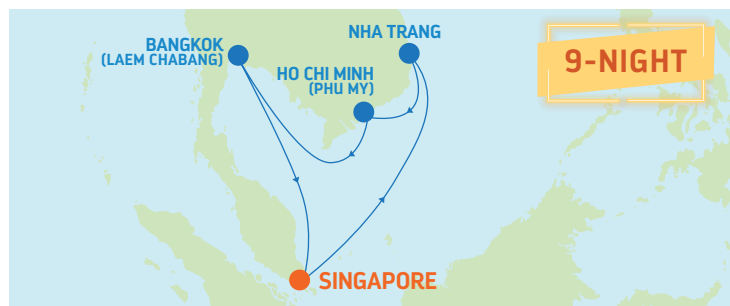 BANGKOK
(LAEM CHABANG)
NHA TRANG
HO CHI MINH
(PHU MY)
9-NIGHT
SINGAPORE